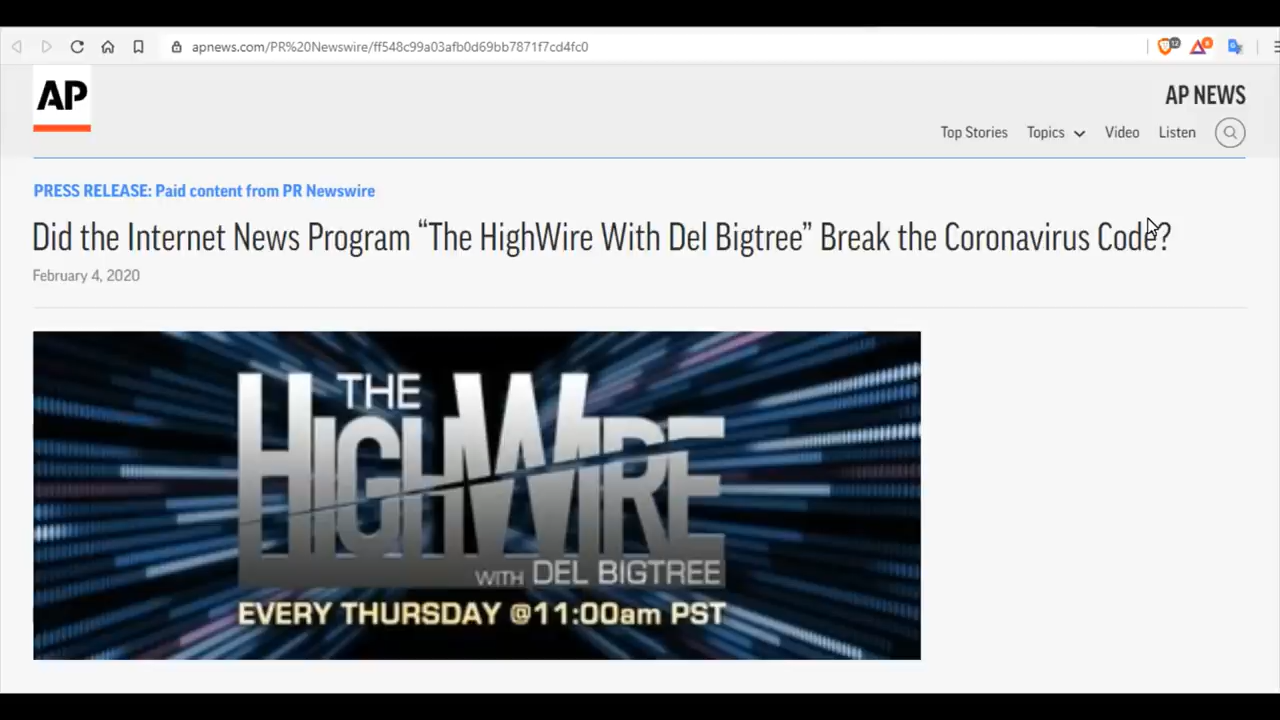 apnews.com/PR%20Newswire/ff548c99a03afb0d69bb7871f7cd4fc0
12
AP
AP NEWS
Top Stories Topics Video Listen
PRESS RELEASE: Paid content from PR Newswire
Did the Internet News Program “The HighWire With Del Bigtree” Break the Coronavirus Code?
February 4, 2020
THE
HIGHWIRE
WITH DEL BIGTREE
EVERY THURSDAY @11:00am PST